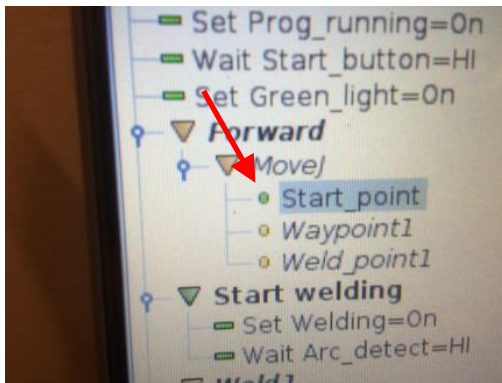 Set Prog_running=On
Wait Start_button=HI
Set Green_light=On
Forward
MoveJ
Start_point
Waypoint1
Weld_point1
Start welding
Set Welding=On
Wait Arc_detect=HI
Weld1